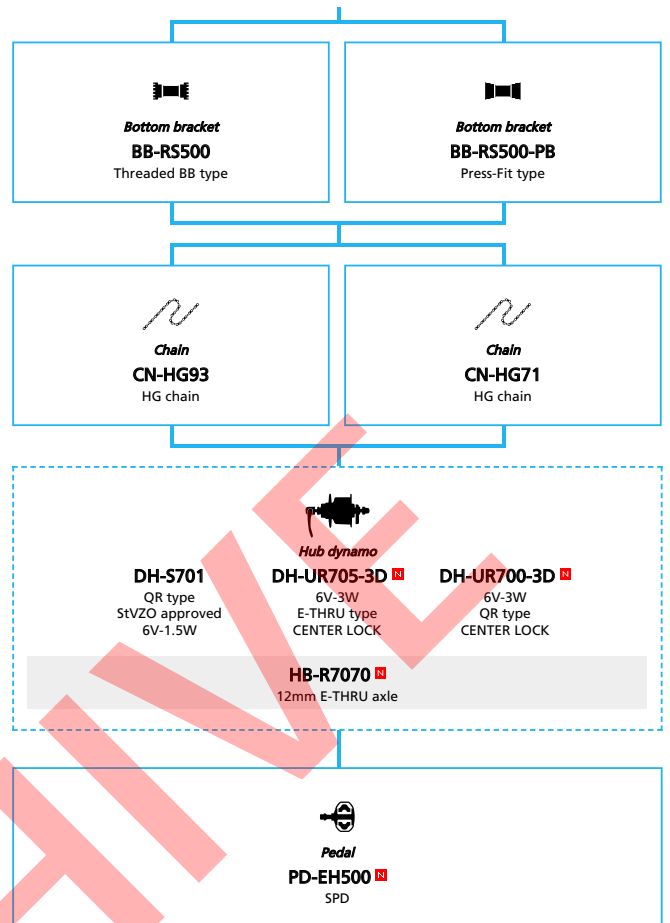 Bottom bracket
BB-RS500
Threaded BB type
Bottom bracket
BB-RS500-PB
Press-Fit type
Chain
CN-HG93
HG chain
Chain
CN-HG71
HG chain
Hub dynamo
DH-S701
QR type
StVZO approved
6V-1.5W
DH-UR705-3D N
6V-3W
E-THRU type
CENTER LOCK
DH-UR700-3D N
6V-3W
QR type
CENTER LOCK
HB-R7070 N
12mm E-THRU axle
Pedal
PD-EH500 N
SPD
HIVE